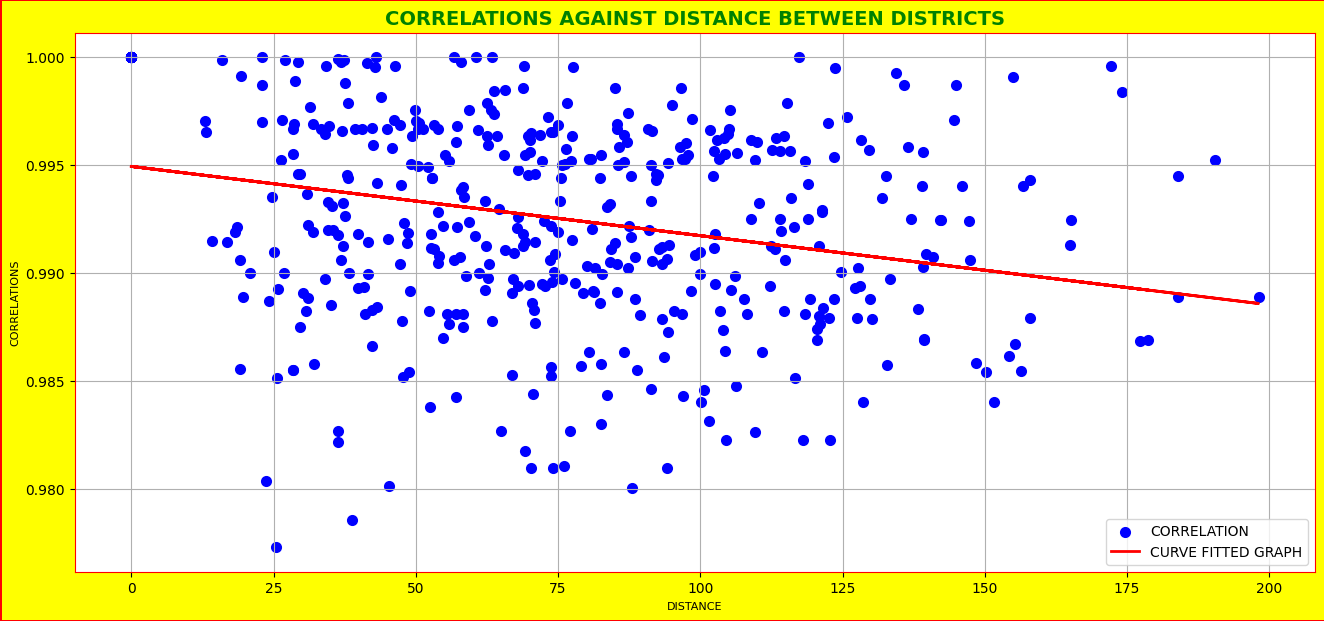 CORRELATIONS AGAINST DISTANCE BETWEEN DISTRICTS
1.000
0.995
0.990
0.985
0.980
CORRELATIONS
0 25 50 75 100 125 150 175 200
DISTANCE
CORRELATION
CURVE FITTED GRAPH